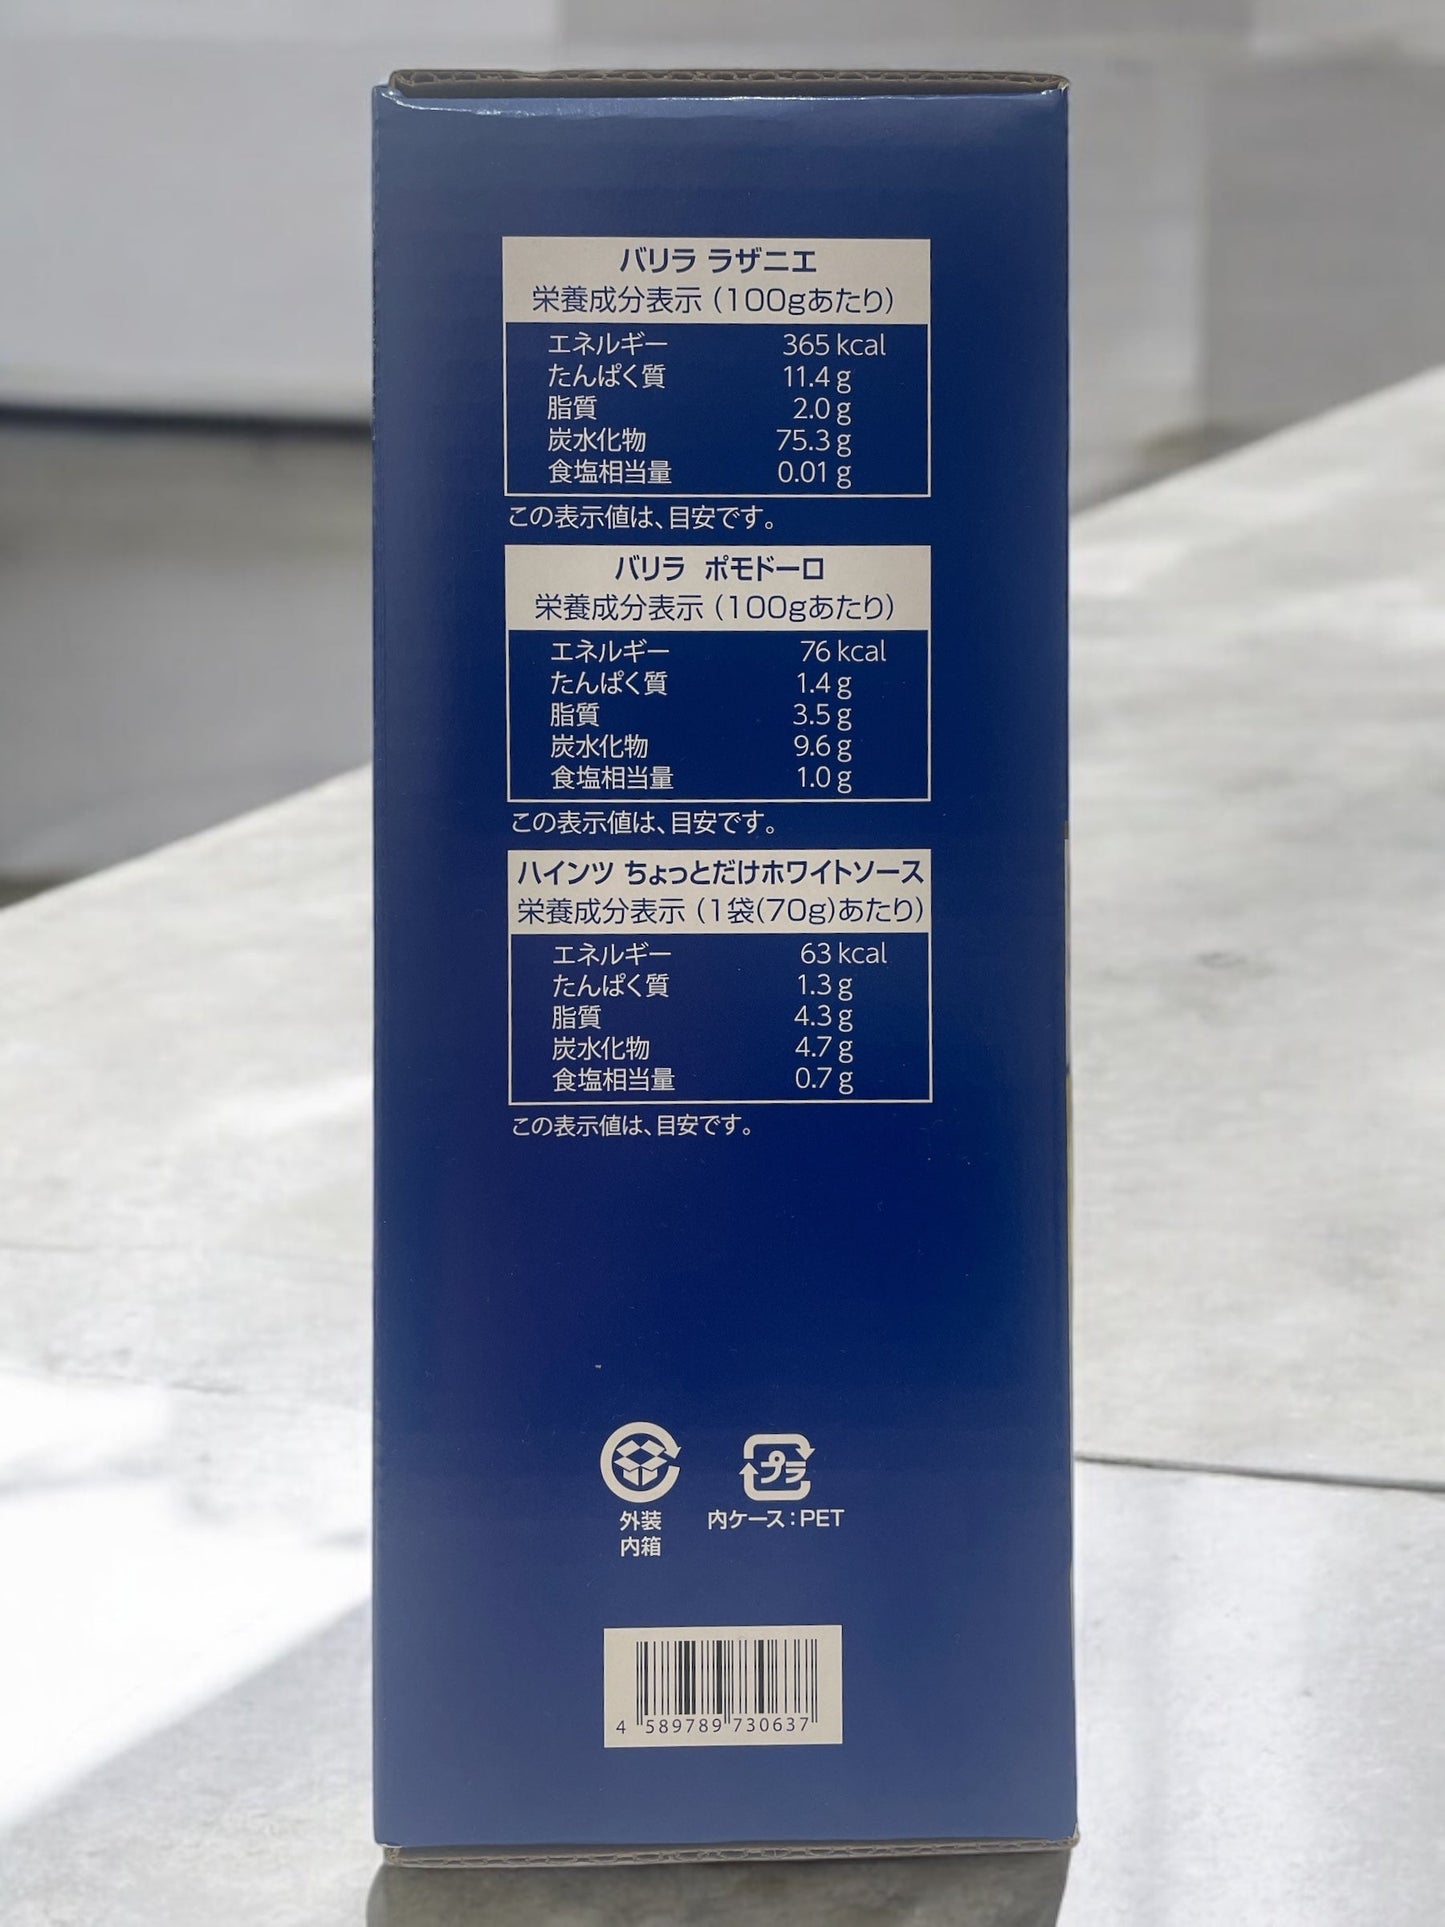 バリラ ラザニエ
栄養成分表示 (100gあたり)
エネルギー 365 kcal
たんぱく質 11.4 g
脂質 2.0 g
炭水化物 75.3 g
食塩相当量 0.01 g
この表示値は、目安です。
バリラ ポモドーロ
栄養成分表示 (100gあたり)
エネルギー 76 kcal
たんぱく質 1.4 g
脂質 3.5 g
炭水化物 9.6 g
食塩相当量 1.0 g
この表示値は、目安です。
ハインツ ちょっとだけホワイトソース
栄養成分表示 (1袋(70g)あたり)
エネルギー 63 kcal
たんぱく質 1.3 g
脂質 4.3 g
炭水化物 4.7 g
食塩相当量 0.7 g
この表示値は、目安です。
プラ
外装 内ケース：PET
内箱
4 589789 730637